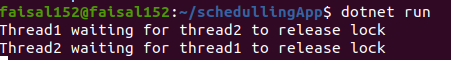 faisal152@faisal152:~/schedullingApp$ dotnet run
Thread1 waiting for thread2 to release lock
Thread2 waiting for thread1 to release lock